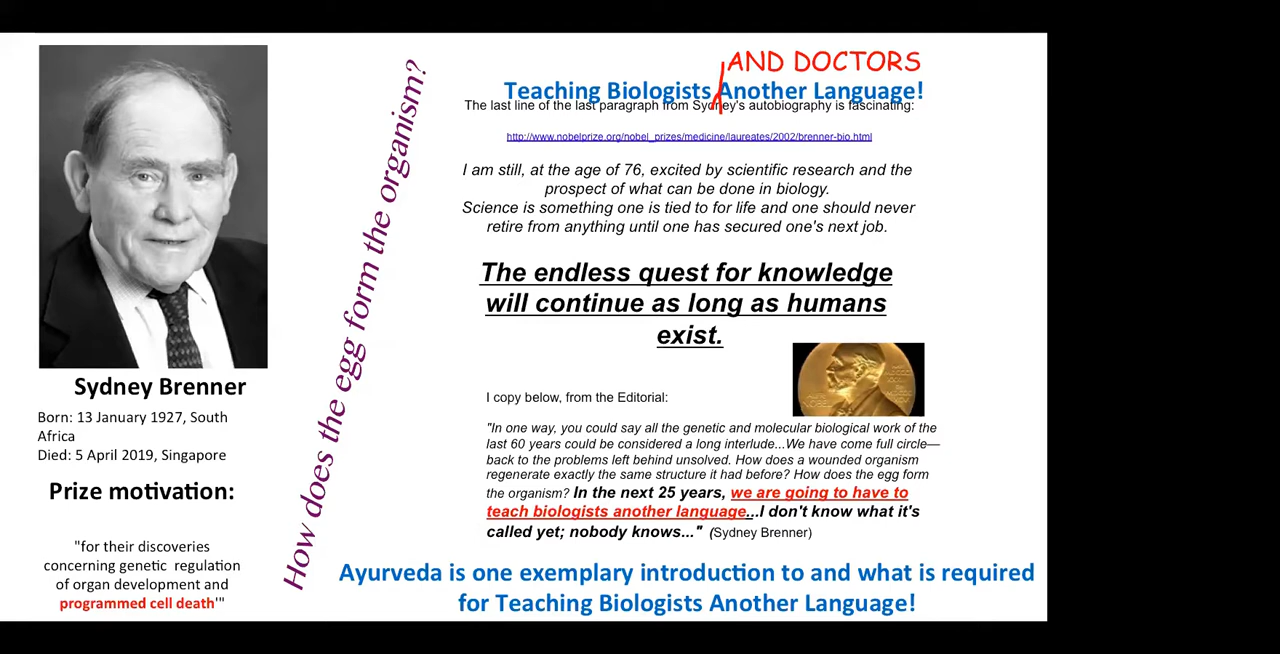 Sydney Brenner
Born: 13 January 1927, South
Africa
Died: 5 April 2019, Singapore
Prize motivation:
"for their discoveries
concerning genetic regulation
of organ development and
programmed cell death'"
How does the egg form the organism?
AND DOCTORS
Teaching Biologists Another Language!
The last line of the last paragraph from Sydney's autobiography is fascinating:
http://www.nobelprize.org/nobel_prizes/medicine/laureates/2002/brenner-bio.html
I am still, at the age of 76, excited by scientific research and the
prospect of what can be done in biology.
Science is something one is tied to for life and one should never
retire from anything until one has secured one's next job.
The endless quest for knowledge
will continue as long as humans
exist.
I copy below, from the Editorial:
"In one way, you could say all the genetic and molecular biological work of the
last 60 years could be considered a long interlude...We have come full circle—
back to the problems left behind unsolved. How does a wounded organism
regenerate exactly the same structure it had before? How does the egg form
the organism? In the next 25 years, we are going to have to
teach biologists another language...I don't know what it's
called yet; nobody knows..." (Sydney Brenner)
Ayurveda is one exemplary introduction to and what is required
for Teaching Biologists Another Language!